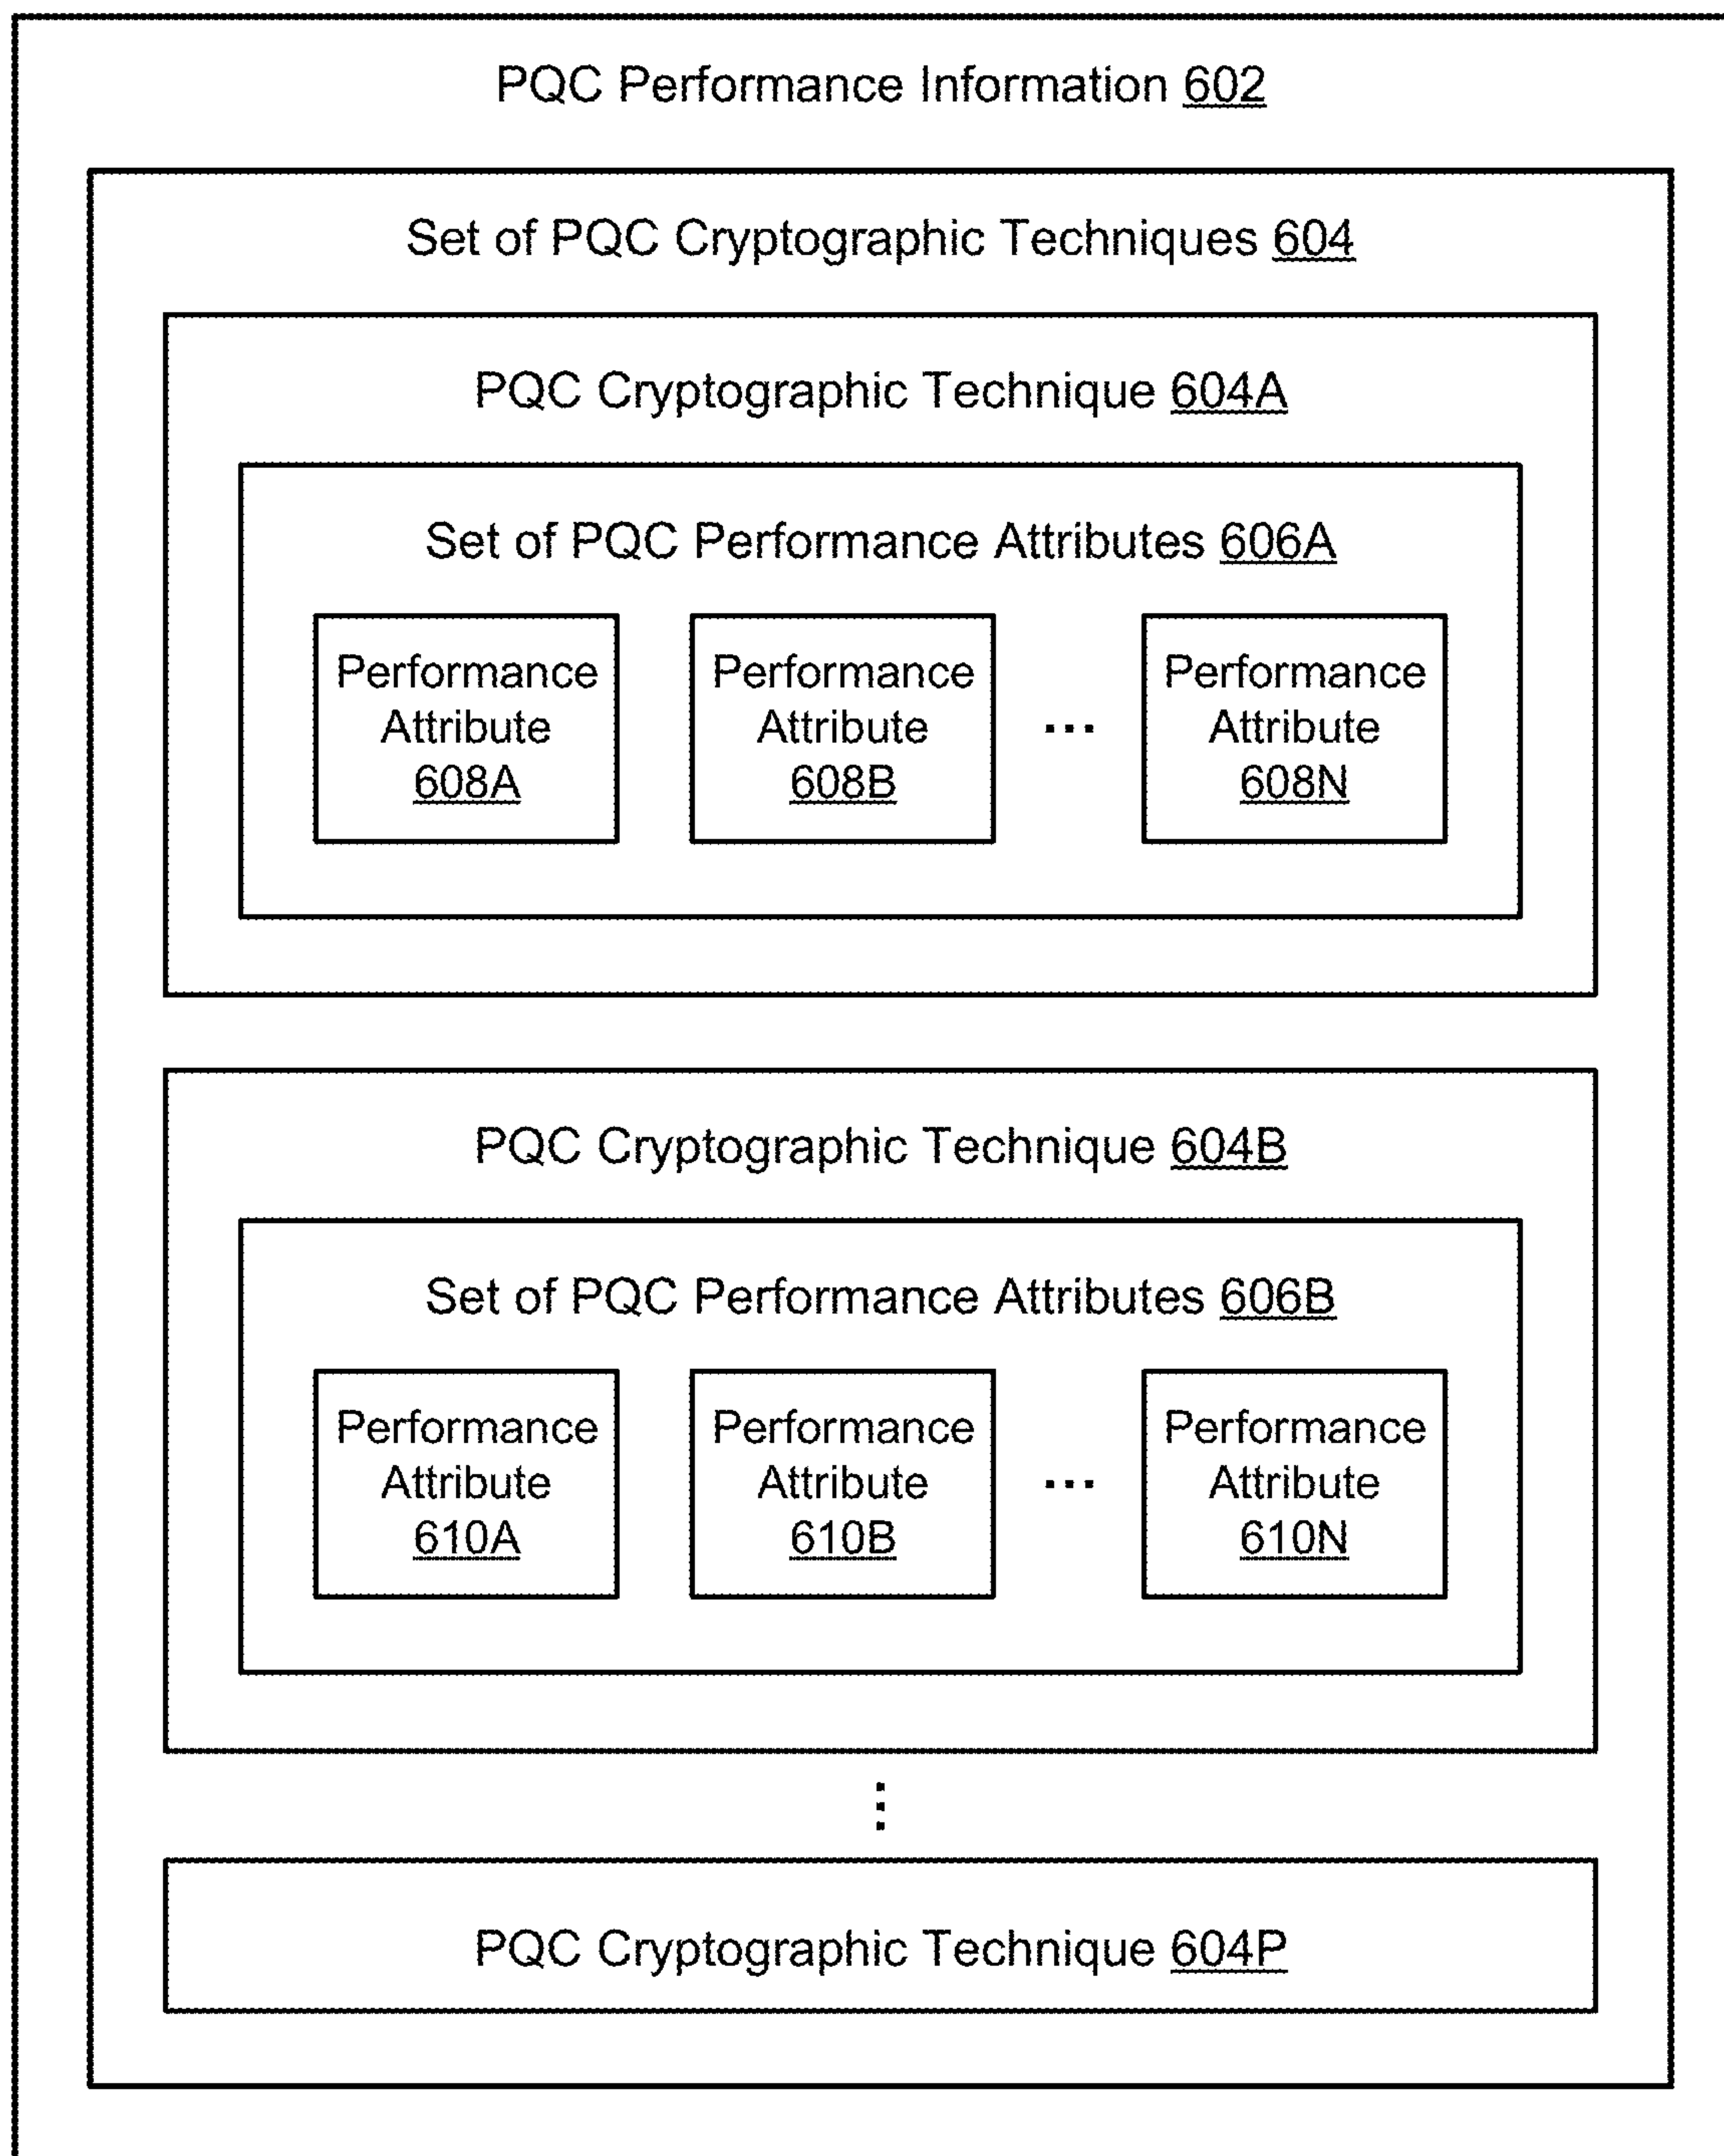 PQC Performance Information 602
Set of PQC Cryptographic Techniques 604
PQC Cryptographic Technique 604A
Set of PQC Performance Attributes 606A
Performance
Attribute
608A
Performance
Attribute
608B
...
Performance
Attribute
608N
PQC Cryptographic Technique 604B
Set of PQC Performance Attributes 606B
Performance
Attribute
610A
Performance
Attribute
610B
...
Performance
Attribute
610N
PQC Cryptographic Technique 604P